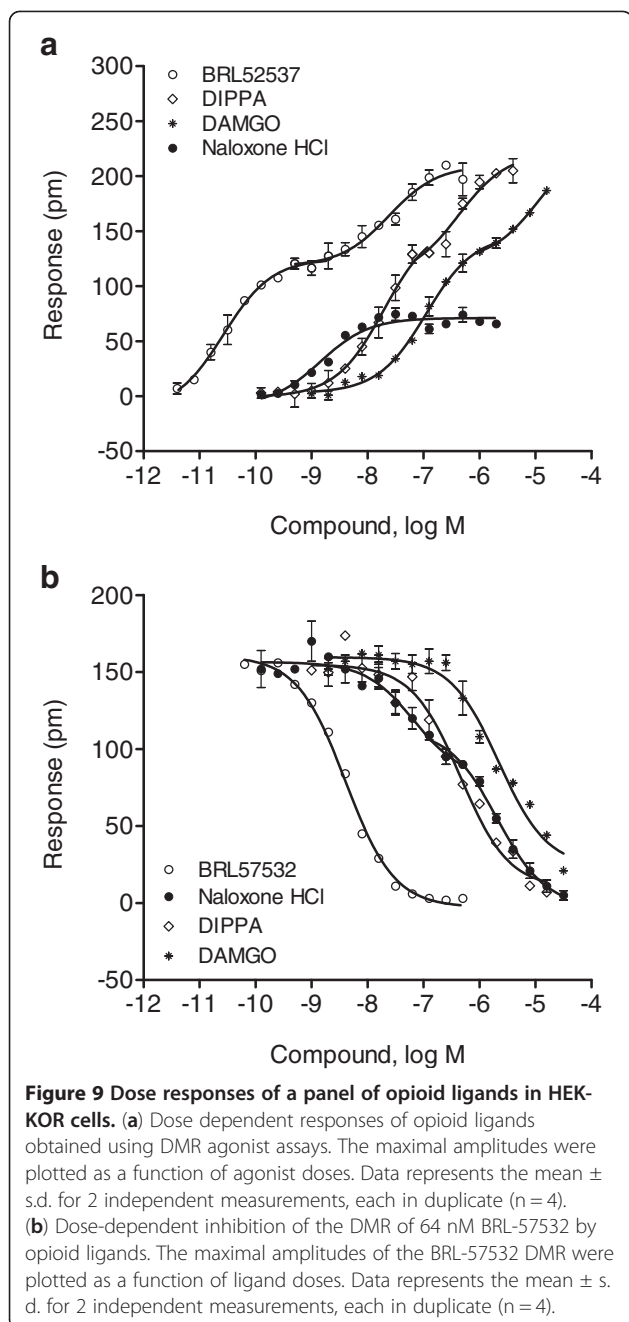 a
300
250
200
150
100
50
0
-50
Response (pm)
BRL52537
DIPPA
DAMGO
Naloxone HCl
-12 -11 -10 -9 -8 -7 -6 -5 -4
Compound, log M
b
200
150
100
50
0
-50
Response (pm)
BRL57532
Naloxone HCl
DIPPA
DAMGO
-12 -11 -10 -9 -8 -7 -6 -5 -4
Compound, log M
Figure 9 Dose responses of a panel of opioid ligands in HEK-
KOR cells. (a) Dose dependent responses of opioid ligands
obtained using DMR agonist assays. The maximal amplitudes were
plotted as a function of agonist doses. Data represents the mean ±
s.d. for 2 independent measurements, each in duplicate (n = 4).
(b) Dose-dependent inhibition of the DMR of 64 nM BRL-57532 by
opioid ligands. The maximal amplitudes of the BRL-57532 DMR were
plotted as a function of ligand doses. Data represents the mean ± s.
d. for 2 independent measurements, each in duplicate (n = 4).